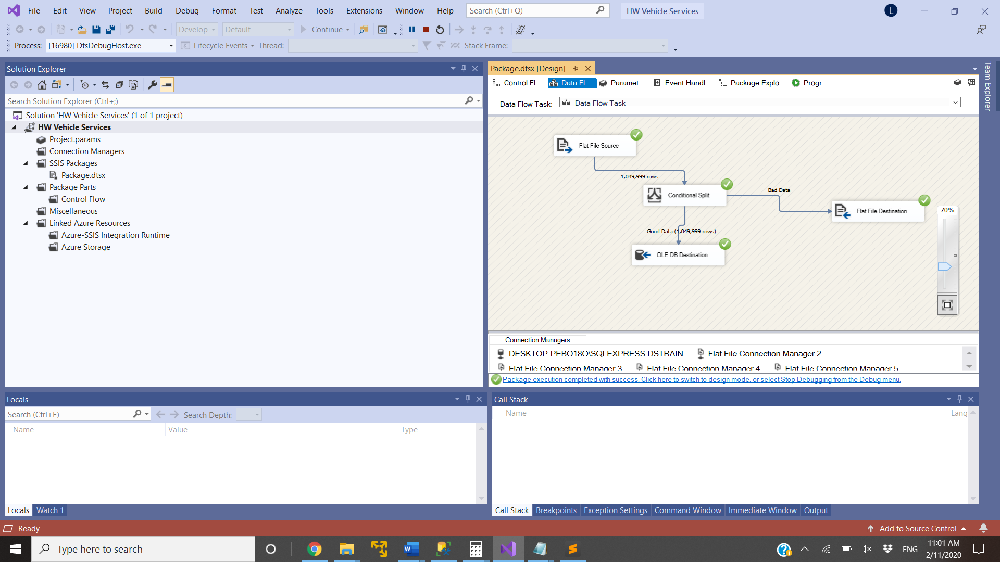 File Edit View Project Build Debug Format Test Analyze Tools Extensions Window Help Search (Ctrl+Q) HW Vehicle Services L
Develop Default Continue
Process: [16980] DtsDebugHost.exe Lifecycle Events Thread: Stack Frame:
Solution Explorer
Search Solution Explorer (Ctrl+;)
Solution 'HW Vehicle Services' (1 of 1 project)
HW Vehicle Services
Project.params
Connection Managers
SSIS Packages
Package.dtsx
Package Parts
Control Flow
Miscellaneous
Linked Azure Resources
Azure-SSIS Integration Runtime
Azure Storage
Package.dtsx [Design]
Control Fl... Data Fl... Paramet... Event Handl... Package Explo... Progr...
Data Flow Task: Data Flow Task
Flat File Source
1,049,999 rows
Conditional Split
Bad Data
Flat File Destination
Good Data (1,049,999 rows)
OLE DB Destination
70%
Team Explorer
Connection Managers
DESKTOP-PEBO18O\SQLEXPRESS.DSTRAIN Flat File Connection Manager 2
Flat File Connection Manager 3 Flat File Connection Manager 4 Flat File Connection Manager 5
Package execution completed with success. Click here to switch to design mode, or select Stop Debugging from the Debug menu.
Locals
Search (Ctrl+E) Search Depth:
Name Value Type
Locals Watch 1
Call Stack
Name Lang
Call Stack Breakpoints Exception Settings Command Window Immediate Window Output
Ready Add to Source Control
Type here to search ENG 11:01 AM
2/11/2020